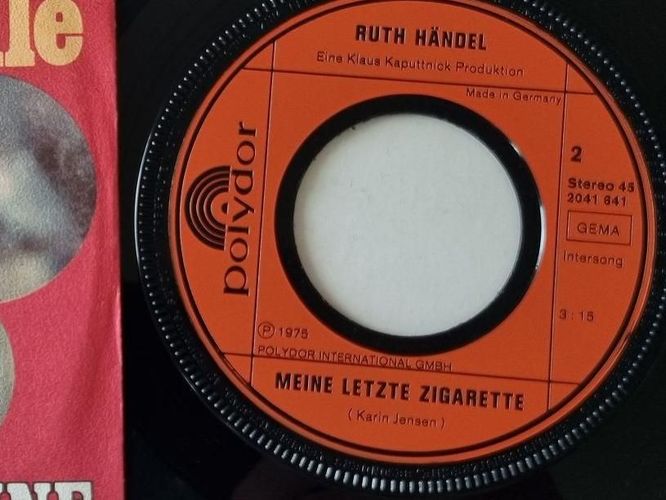 RUTH HÄNDEL
Eine Klaus Kaputtnick Produktion
Made in Germany
polydor
2
Stereo 45
2041 641
GEMA
Intersong
3:15
Ⓟ 1975
POLYDOR INTERNATIONAL GMBH
MEINE LETZTE ZIGARETTE
( Karin Jensen )